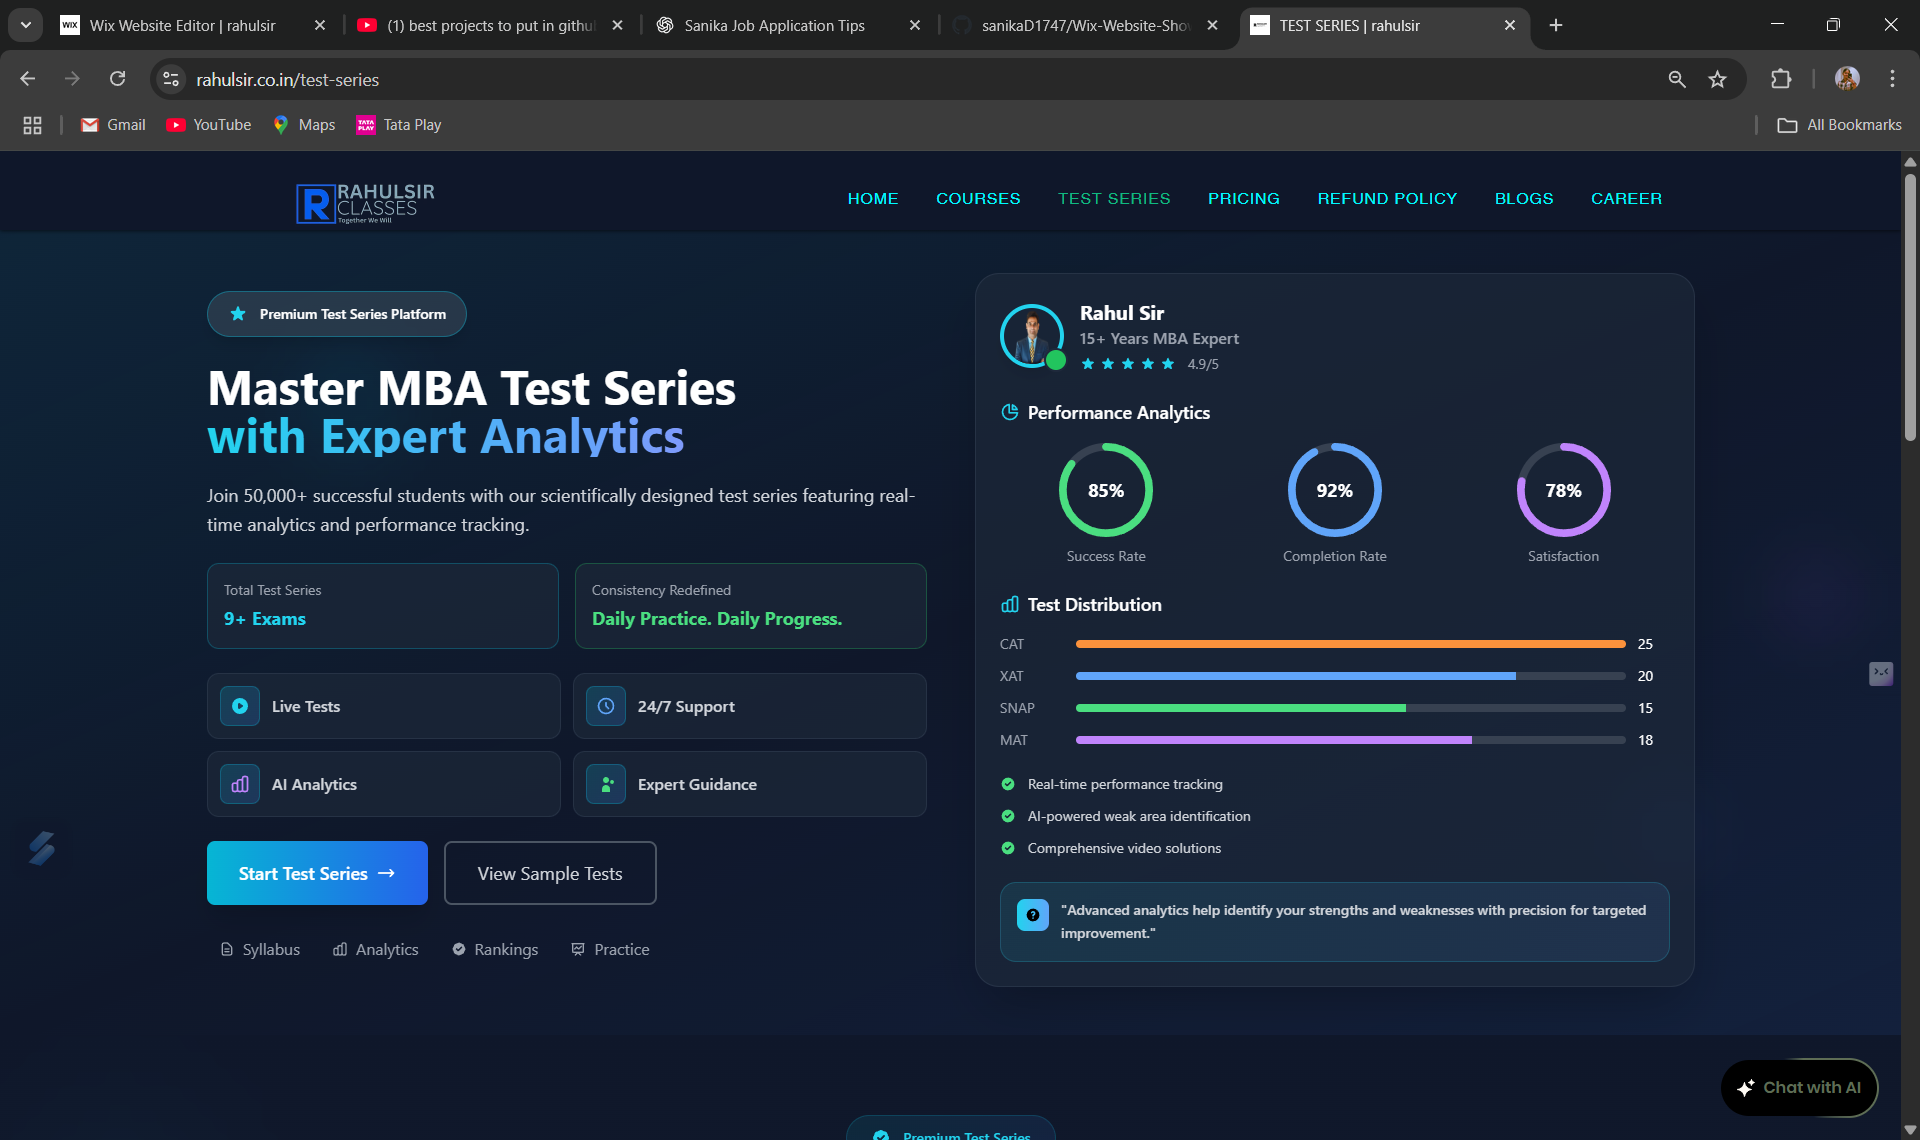 Wix Website Editor | rahulsir
(1) best projects to put in githu
Sanika Job Application Tips
sanikaD1747/Wix-Website-Sho
TEST SERIES | rahulsir
rahulsir.co.in/test-series
Gmail
YouTube
Maps
TATA PLAY
Tata Play
All Bookmarks
R
RAHULSIR
CLASSES
Together We Will
HOME
COURSES
TEST SERIES
PRICING
REFUND POLICY
BLOGS
CAREER
Premium Test Series Platform
Master MBA Test Series
with Expert Analytics
Join 50,000+ successful students with our scientifically designed test series featuring real-
time analytics and performance tracking.
Total Test Series
9+ Exams
Consistency Redefined
Daily Practice. Daily Progress.
Live Tests
24/7 Support
AI Analytics
Expert Guidance
Start Test Series →
View Sample Tests
Syllabus
Analytics
Rankings
Practice
Rahul Sir
15+ Years MBA Expert
4.9/5
Performance Analytics
85%
92%
78%
Success Rate
Completion Rate
Satisfaction
Test Distribution
CAT 25
XAT 20
SNAP 15
MAT 18
Real-time performance tracking
AI-powered weak area identification
Comprehensive video solutions
"Advanced analytics help identify your strengths and weaknesses with precision for targeted
improvement."
Chat with AI
Premium Test Series